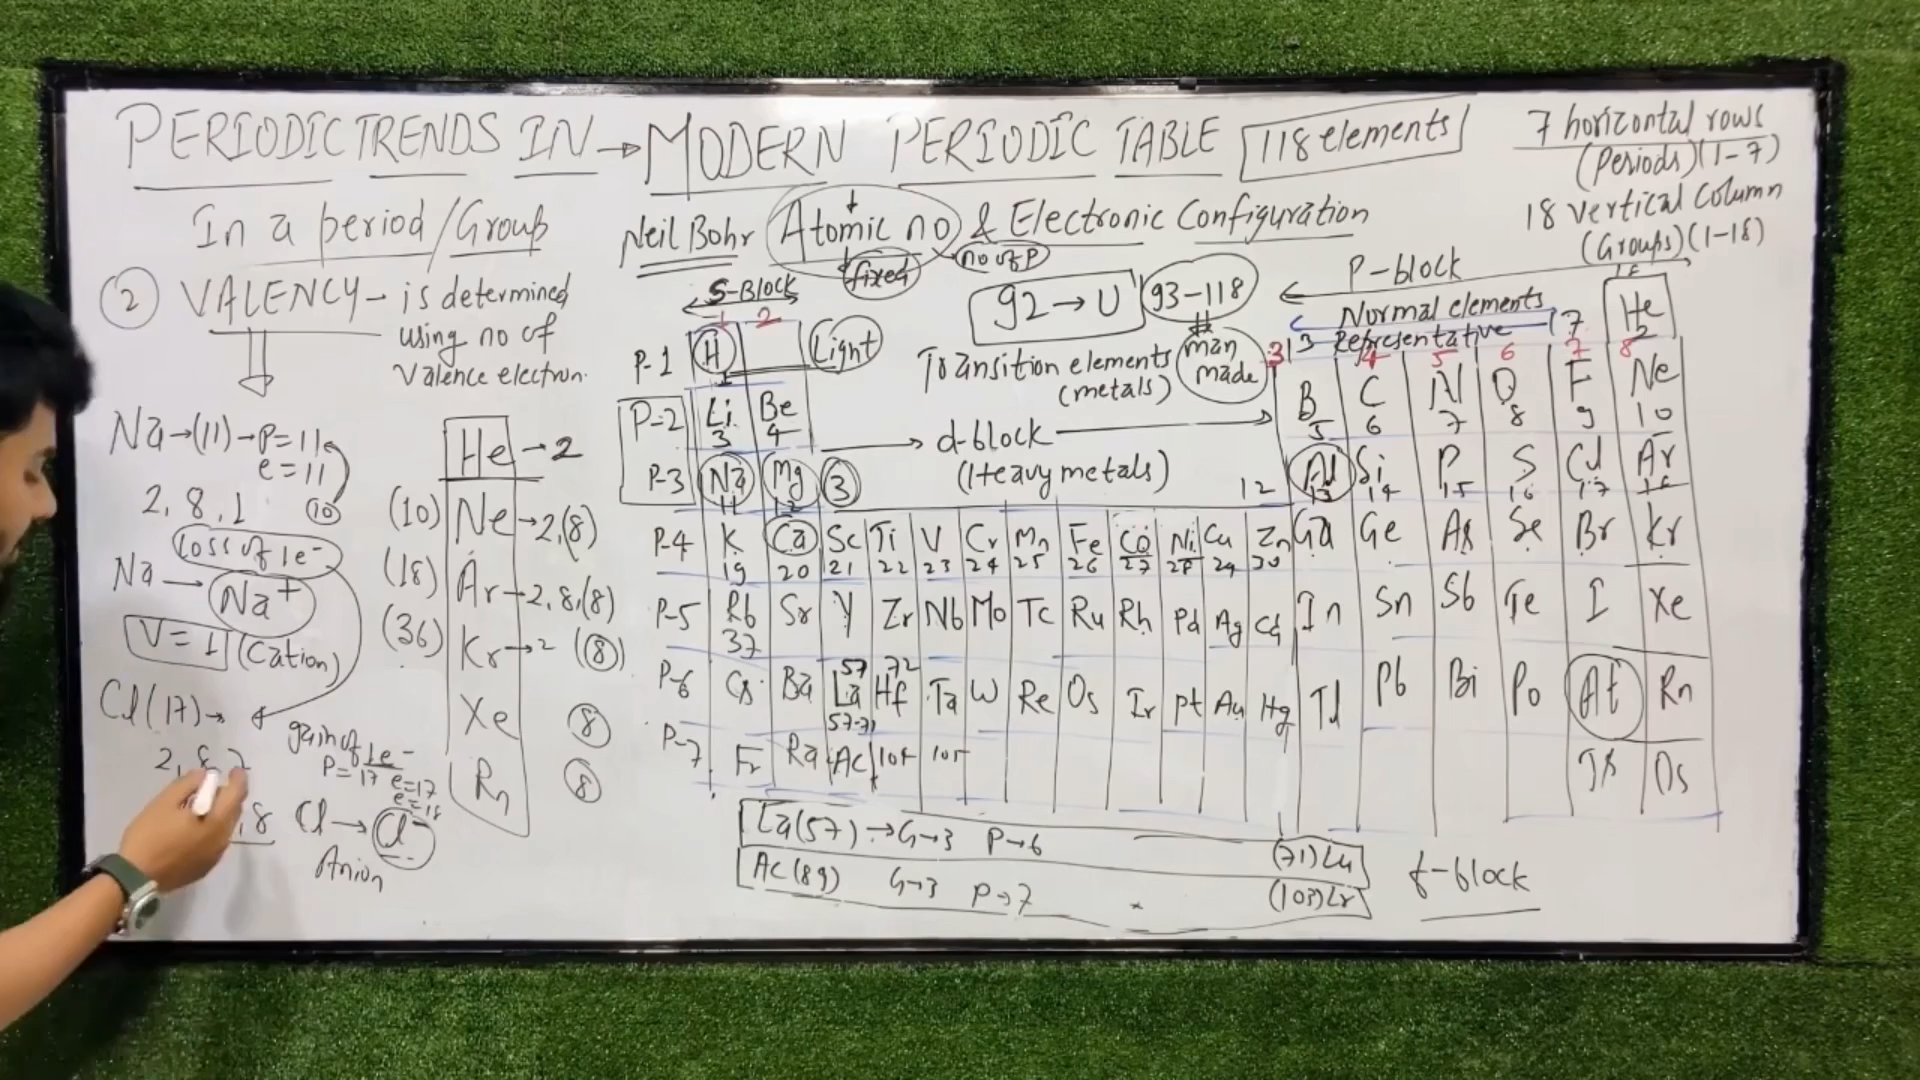 PERIODIC TRENDS IN → MODERN PERIODIC TABLE 118 elements
7 horizontal rows
(Periods)(1-7)
18 vertical Column
(Groups)(1-18)
In a period/Group
Neil Bohr Atomic no & Electronic Configuration
fixed
no of P
② VALENCY - is determined
using no of
Valence electron.
Na→(11)→P=11
e=11
2, 8, 1 (10)
Loss of 1e-
Na → Na+
V=1 (Cation)
Cl(17)→
gain of 1e-
P=17 e=17
e=18
2, 8, 7
,8 Cl → Cl-
Anion
He → 2
(10) Ne → 2,(8)
(18) Ar → 2,8,(8)
(36) Kr → 2 (8)
Xe 8
Rn 8
S-Block
1 2
92 → U 93-118
man
made
P-block
Normal elements
Representative
Transition elements
(metals)
Light
d-block
(Heavy metals)
3 13 4 5 6 7 17 8 18
P-1 H He
1 2
P=2 Li Be B C N O F Ne
3 4 5 6 7 8 9 10
P-3 Na Mg 3 12 Al Si P S Cl Ar
11 12 13 14 15 16 17 18
P-4 K Ca Sc Ti V Cr Mn Fe Co Ni Cu Zn Ga Ge As Se Br Kr
19 20 21 22 23 24 25 26 27 28 29 30
P-5 Rb Sr Y Zr Nb Mo Tc Ru Rh Pd Ag Cd In Sn Sb Te I Xe
37
57 72
P-6 Cs Ba La Hf Ta W Re Os Ir Pt Au Hg Tl Pb Bi Po At Rn
57-71
P-7 Fr Ra Ac 104 105 Ts Os
La(57) → G→3 P→6 (71)Lu
Ac(89) G→3 P→7 (103)Lr
f-block